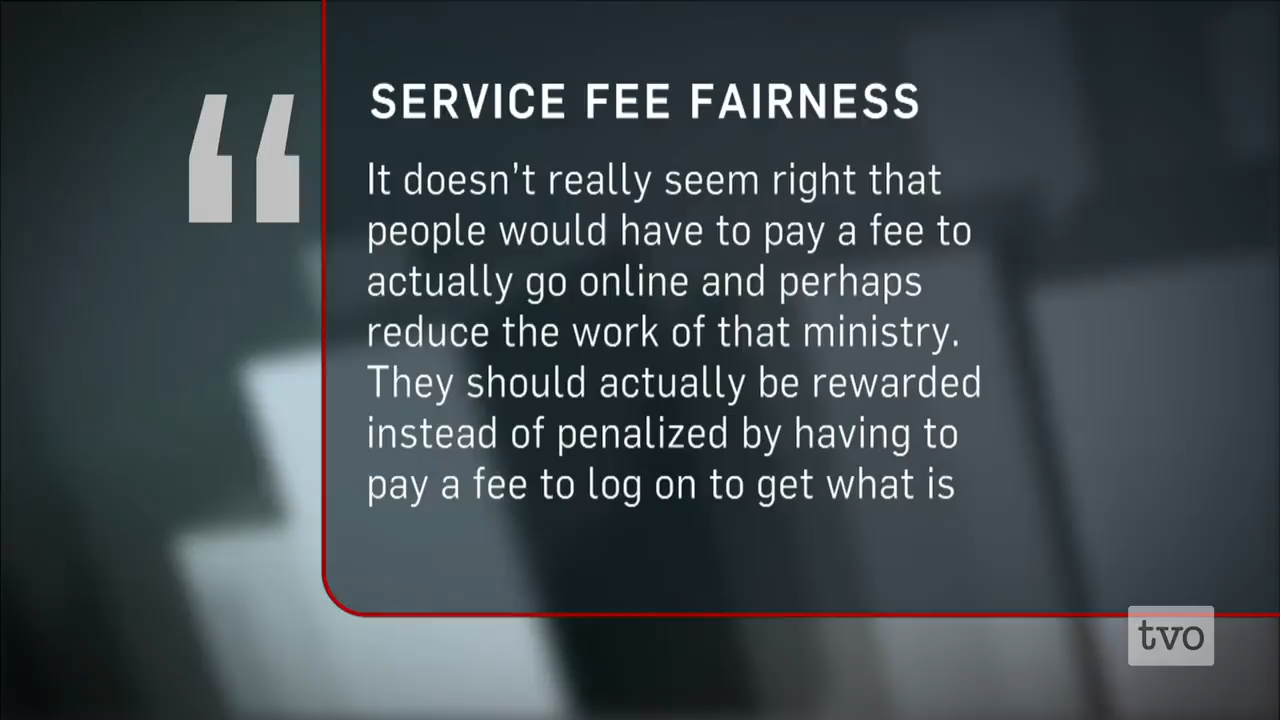 “
SERVICE FEE FAIRNESS
It doesn't really seem right that
people would have to pay a fee to
actually go online and perhaps
reduce the work of that ministry.
They should actually be rewarded
instead of penalized by having to
pay a fee to log on to get what is
tvo